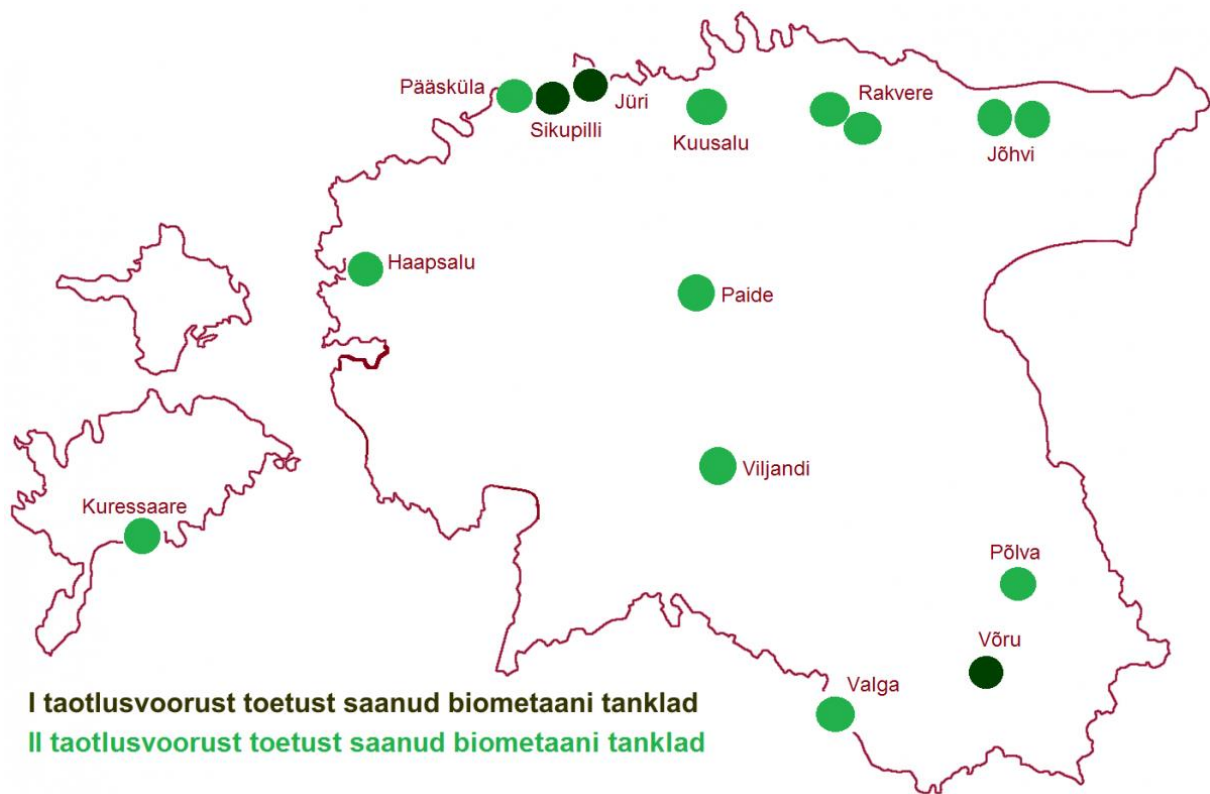 Pääsküla
Sikupilli
Jüri
Kuusalu
Rakvere
Jõhvi
Haapsalu
Paide
Viljandi
Kuressaare
Põlva
Võru
Valga
I taotlusvoorust toetust saanud biometaani tanklad
II taotlusvoorust toetust saanud biometaani tanklad